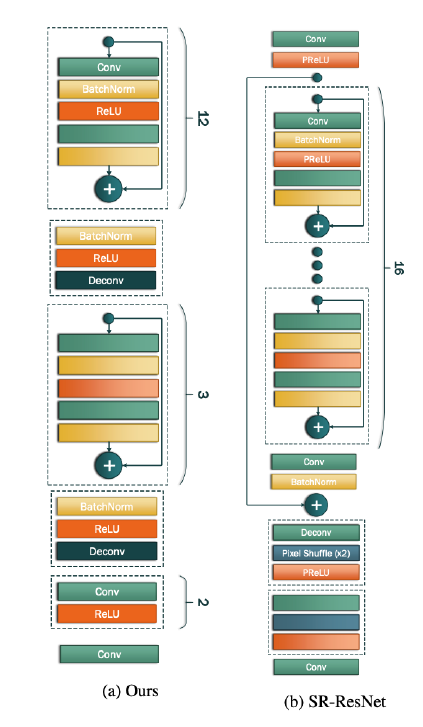 Conv
BatchNorm
ReLU
12
BatchNorm
ReLU
Deconv
3
BatchNorm
ReLU
Deconv
Conv
ReLU
2
Conv
(a) Ours
Conv
PReLU
Conv
BatchNorm
PReLU
16
Conv
BatchNorm
Deconv
Pixel Shuffle (x2)
PReLU
Conv
(b) SR-ResNet